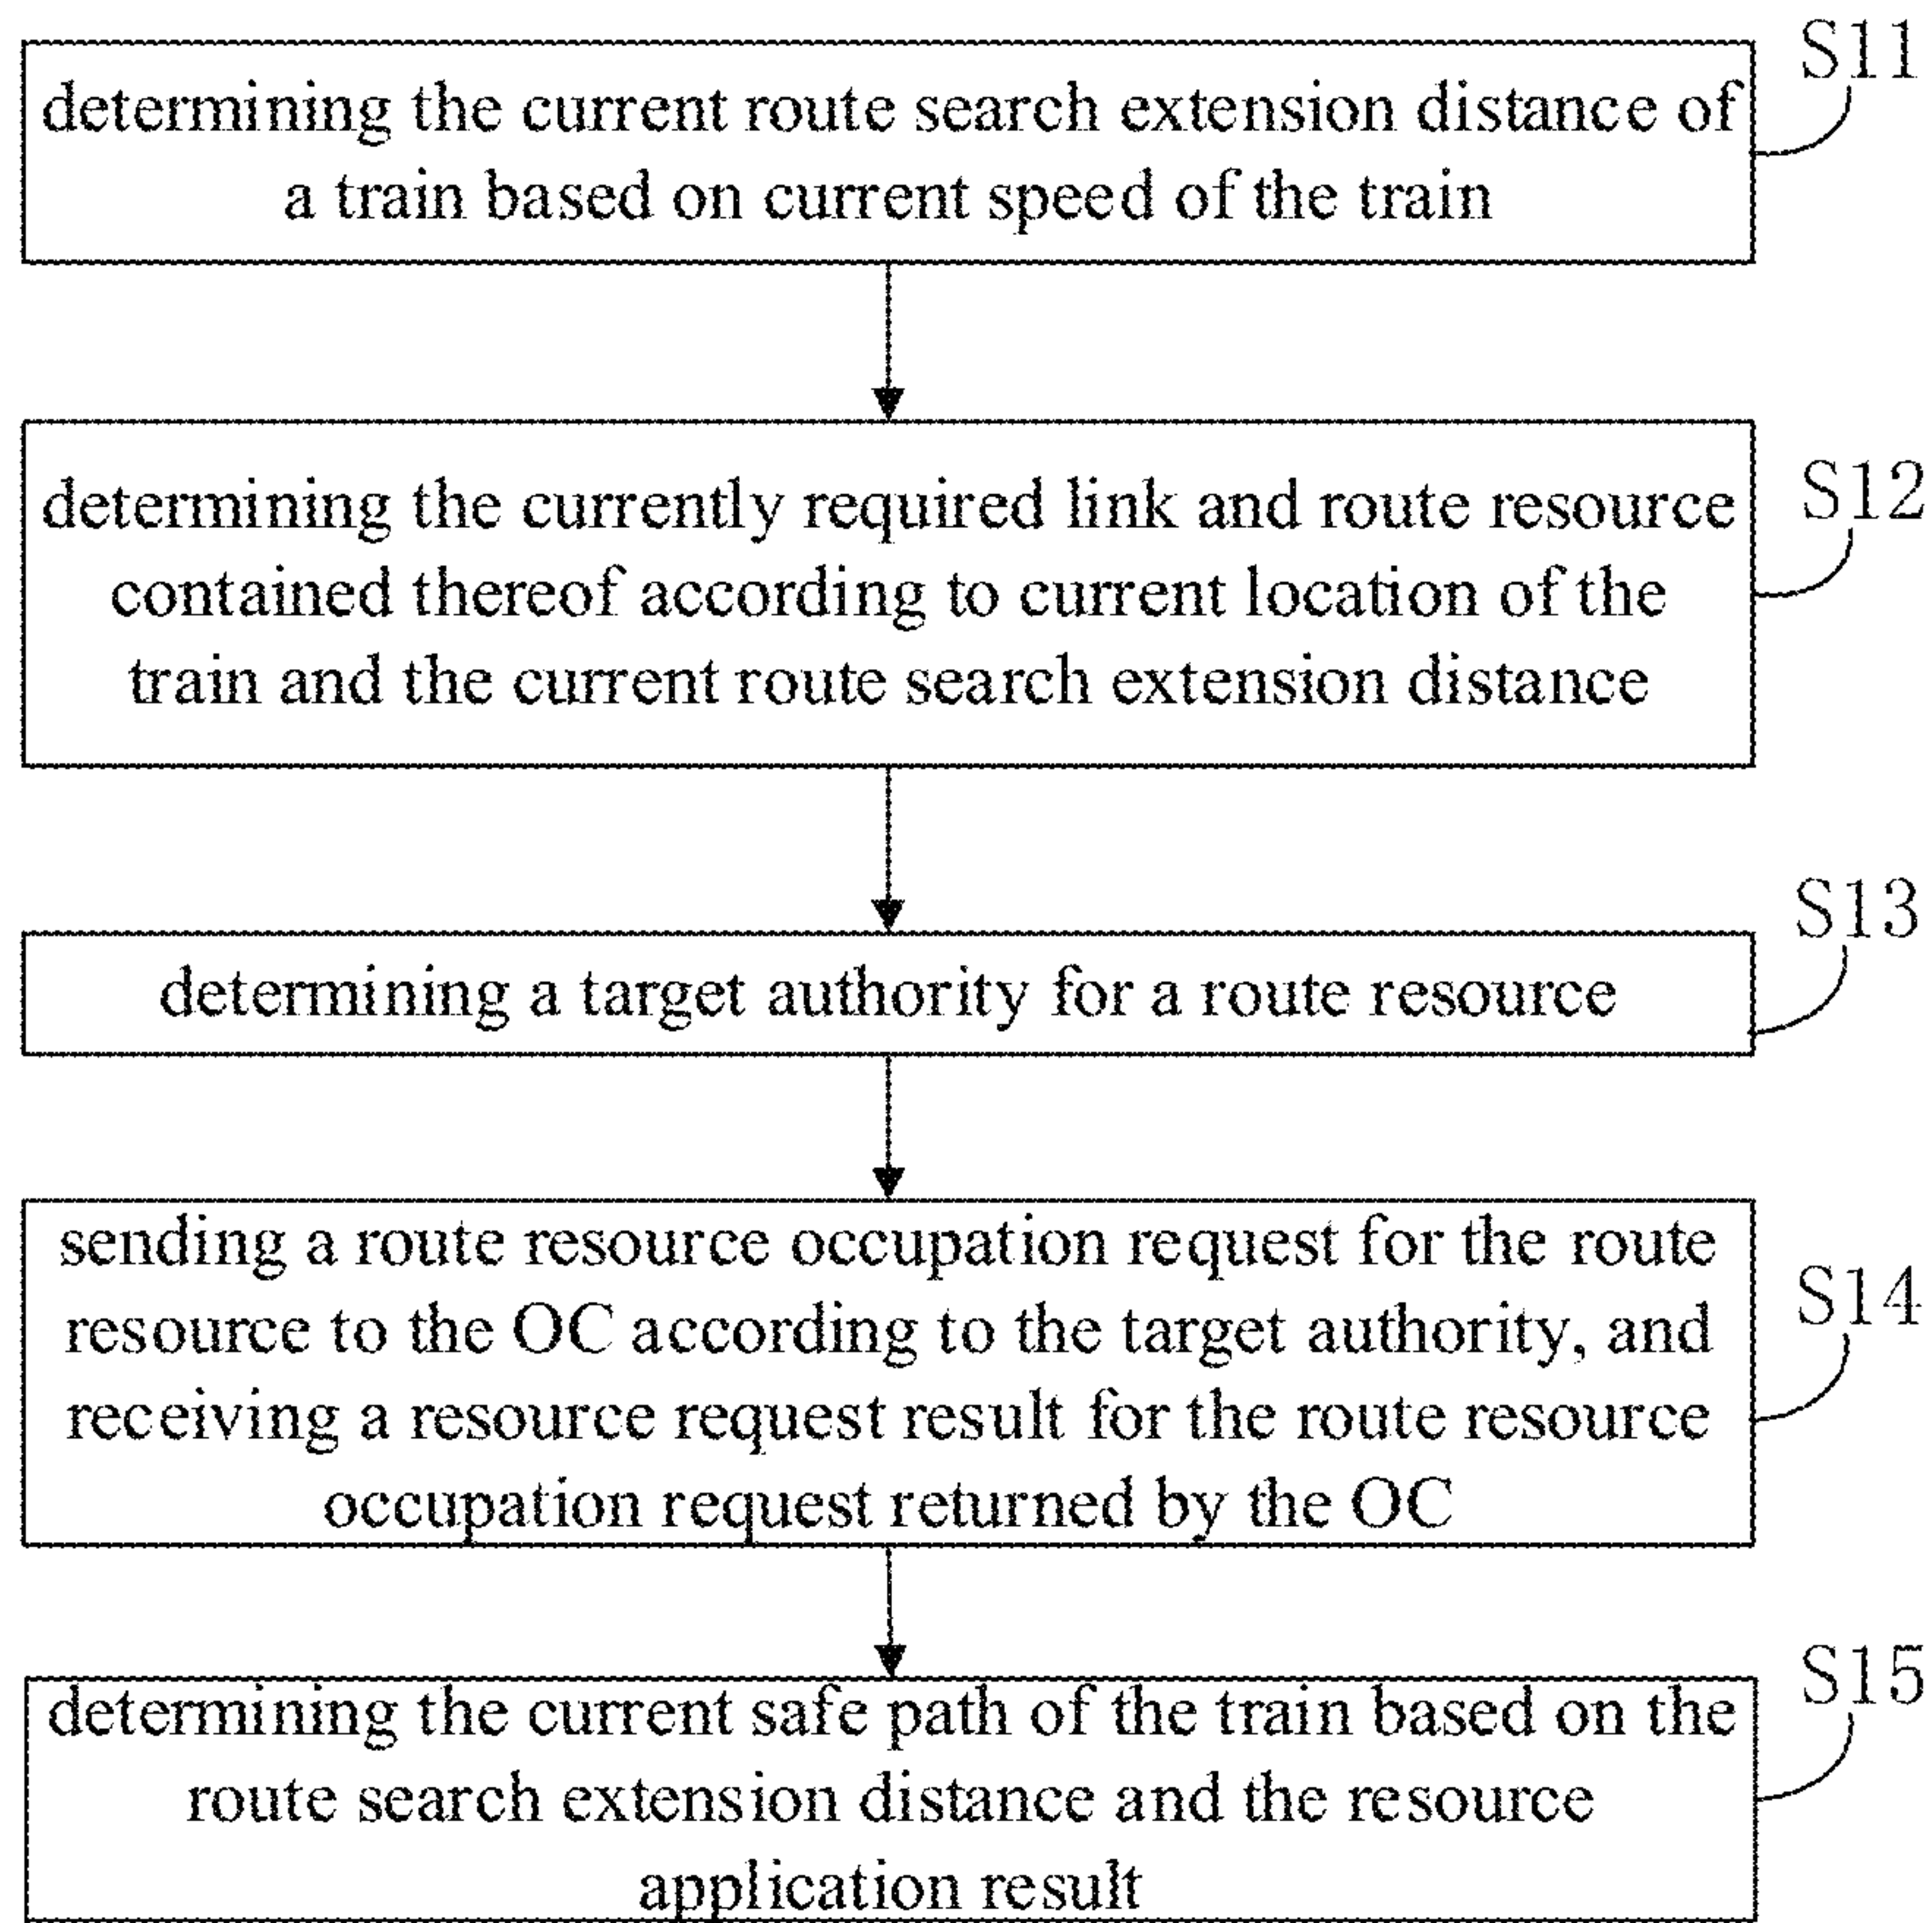 S11
determining the current route search extension distance of
a train based on current speed of the train
S12
determining the currently required link and route resource
contained thereof according to current location of the
train and the current route search extension distance
S13
determining a target authority for a route resource
S14
sending a route resource occupation request for the route
resource to the OC according to the target authority, and
receiving a resource request result for the route resource
occupation request returned by the OC
S15
determining the current safe path of the train based on the
route search extension distance and the resource
application result